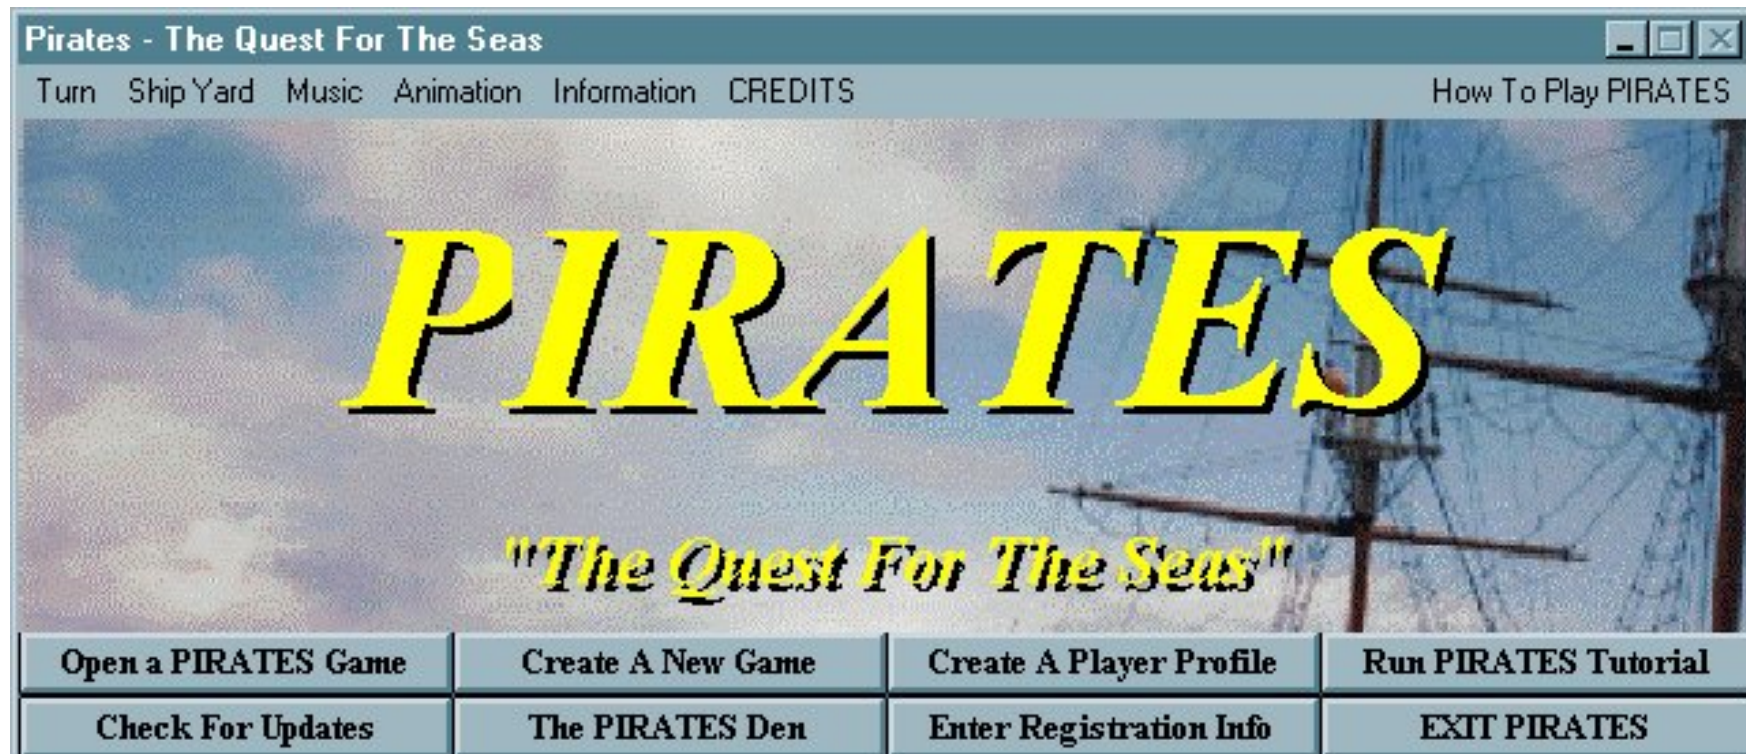 Pirates - The Quest For The Seas
Turn Ship Yard Music Animation Information CREDITS How To Play PIRATES
PIRATES
"The Quest For The Seas"
Open a PIRATES Game Create A New Game Create A Player Profile Run PIRATES Tutorial
Check For Updates The PIRATES Den Enter Registration Info EXIT PIRATES